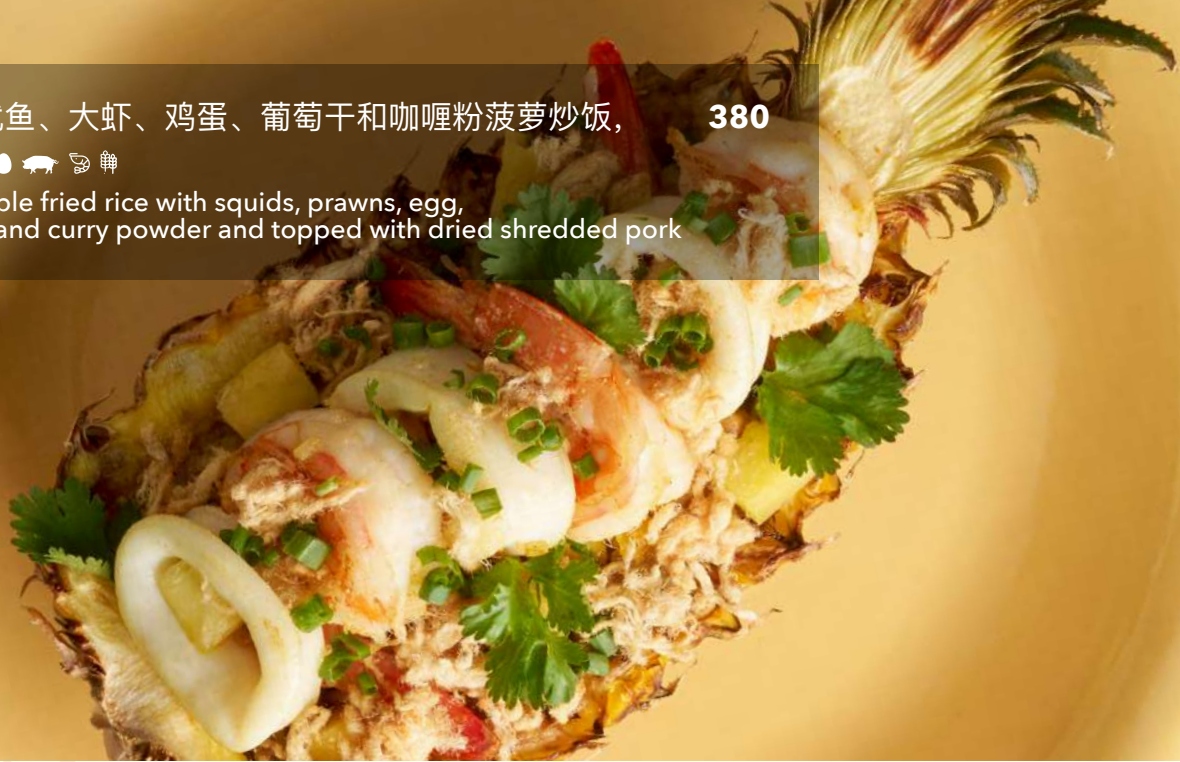 鱼、大虾、鸡蛋、葡萄干和咖喱粉菠萝炒饭， 380
ple fried rice with squids, prawns, egg,
and curry powder and topped with dried shredded pork